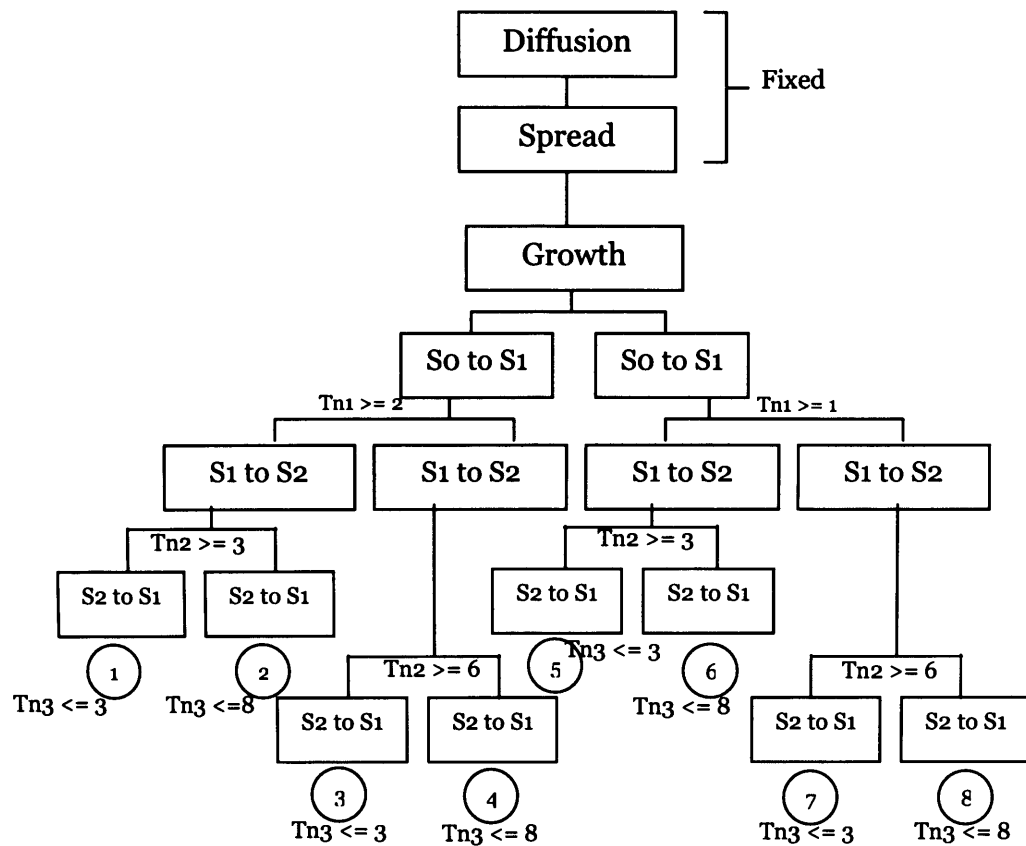 Diffusion
Fixed
Spread
Growth
S0 to S1
S0 to S1
Tn1 >= 2
Tn1 >= 1
S1 to S2
S1 to S2
S1 to S2
S1 to S2
Tn2 >= 3
Tn2 >= 3
S2 to S1
S2 to S1
S2 to S1
S2 to S1
1
2
5
6
Tn3 <= 3
Tn3 <=8
Tn3 <= 3
Tn3 <= 8
Tn2 >= 6
Tn2 >= 6
S2 to S1
S2 to S1
S2 to S1
S2 to S1
3
4
7
8
Tn3 <= 3
Tn3 <= 8
Tn3 <= 3
Tn3 <= 8